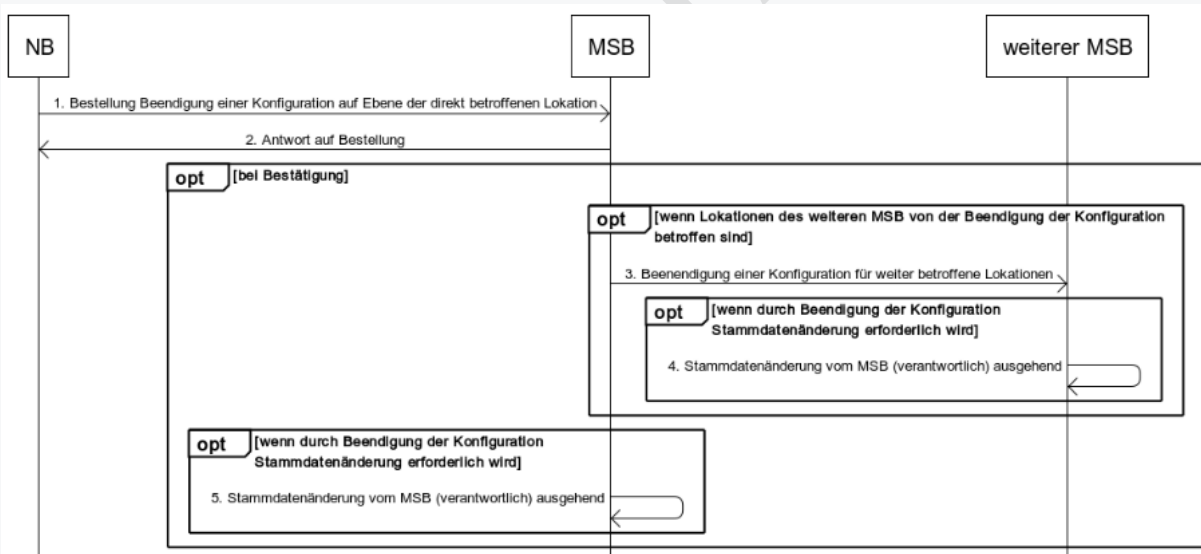 NB
MSB
weiterer MSB
1. Bestellung Beendigung einer Konfiguration auf Ebene der direkt betroffenen Lokation
2. Antwort auf Bestellung
opt [bei Bestätigung]
opt [wenn Lokationen des weiteren MSB von der Beendigung der Konfiguration
betroffen sind]
3. Beenendigung einer Konfiguration für weiter betroffene Lokationen
opt [wenn durch Beendigung der Konfiguration
Stammdatenänderung erforderlich wird]
4. Stammdatenänderung vom MSB (verantwortlich) ausgehend
opt [wenn durch Beendigung der Konfiguration
Stammdatenänderung erforderlich wird]
5. Stammdatenänderung vom MSB (verantwortlich) ausgehend